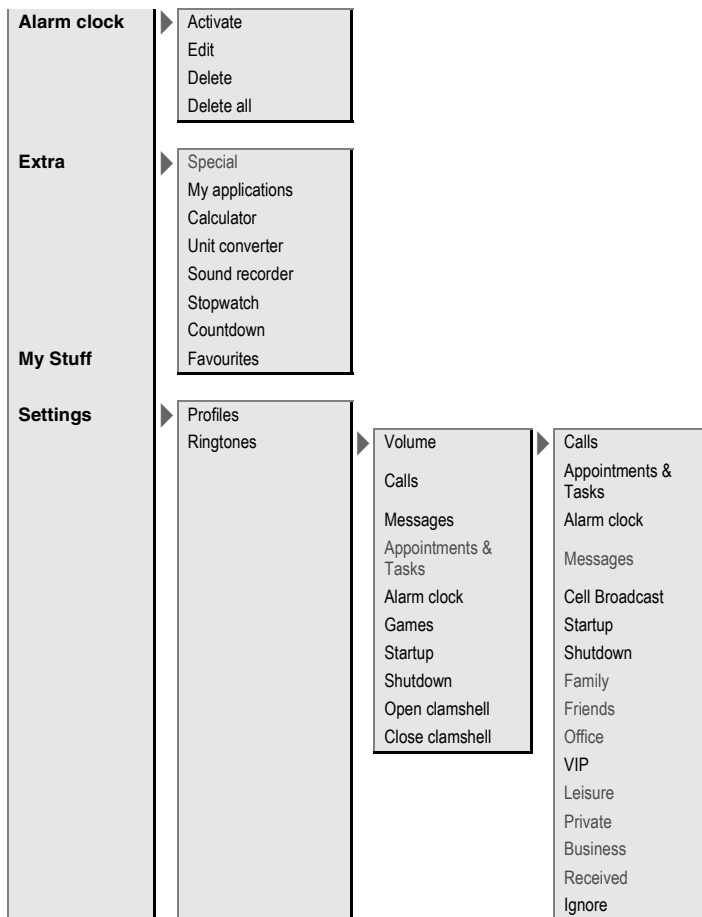 Alarm clock
Activate
Edit
Delete
Delete all
Extra
Special
My applications
Calculator
Unit converter
Sound recorder
Stopwatch
Countdown
My Stuff
Favourites
Settings
Profiles
Ringtones
Volume
Calls
Messages
Appointments &
Tasks
Alarm clock
Games
Startup
Shutdown
Open clamshell
Close clamshell
Calls
Appointments &
Tasks
Alarm clock
Messages
Cell Broadcast
Startup
Shutdown
Family
Friends
Office
VIP
Leisure
Private
Business
Received
Ignore